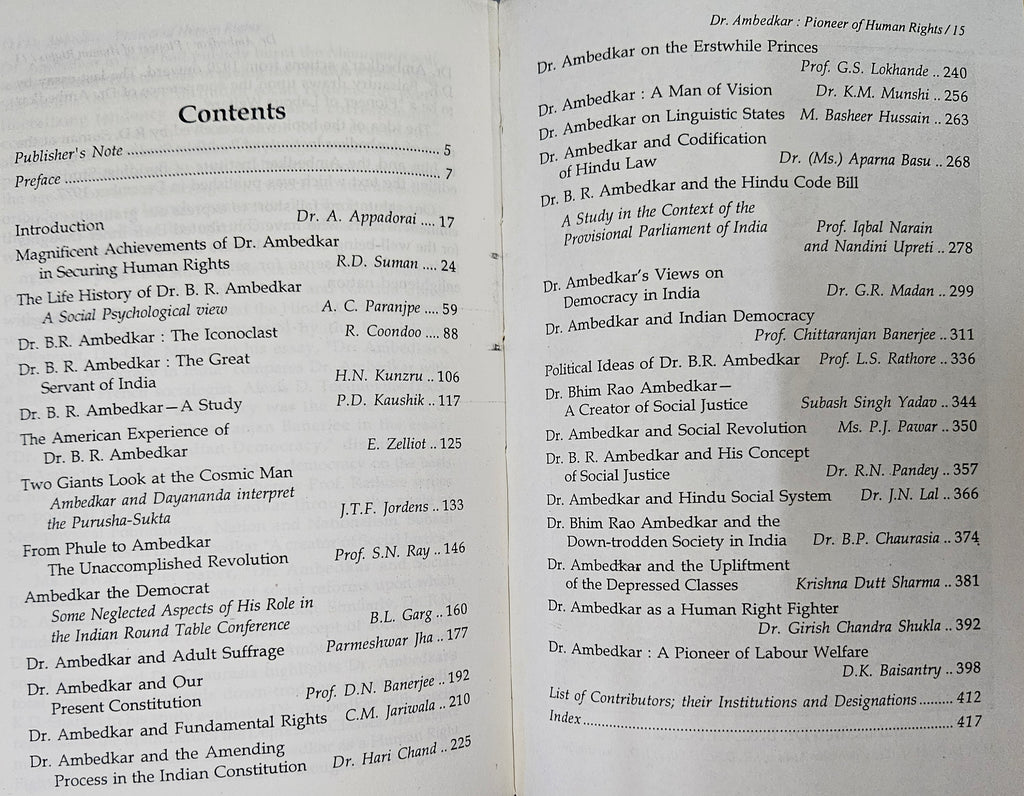 Contents
Publisher's Note ........ 5
Preface ........ 7
Introduction Dr. A. Appadorai .... 17
Magnificent Achievements of Dr. Ambedkar
in Securing Human Rights R.D. Suman .... 24
The Life History of Dr. B. R. Ambedkar
A Social Psychological view A. C. Paranjpe .... 59
Dr. B.R. Ambedkar : The Iconoclast R. Coondoo .... 88
Dr. B. R. Ambedkar : The Great
Servant of India H.N. Kunzru .. 106
Dr. B. R. Ambedkar—A Study P.D. Kaushik .. 117
The American Experience of
Dr. B. R. Ambedkar E. Zelliot .. 125
Two Giants Look at the Cosmic Man
Ambedkar and Dayananda interpret
the Purusha-Sukta J.T.F. Jordens .. 133
From Phule to Ambedkar
The Unaccomplished Revolution Prof. S.N. Ray .. 146
Ambedkar the Democrat
Some Neglected Aspects of His Role in
the Indian Round Table Conference B.L. Garg .. 160
Dr. Ambedkar and Adult Suffrage Parmeshwar Jha .. 177
Dr. Ambedkar and Our
Present Constitution Prof. D.N. Banerjee .. 192
Dr. Ambedkar and Fundamental Rights C.M. Jariwala .. 210
Dr. Ambedkar and the Amending
Process in the Indian Constitution Dr. Hari Chand .. 225
Dr. Ambedkar : Pioneer of Human Rights / 15
Dr. Ambedkar on the Erstwhile Princes
Prof. G.S. Lokhande .. 240
Dr. Ambedkar : A Man of Vision Dr. K.M. Munshi .. 256
Dr. Ambedkar on Linguistic States M. Basheer Hussain .. 263
Dr. Ambedkar and Codification
of Hindu Law Dr. (Ms.) Aparna Basu .. 268
Dr. B. R. Ambedkar and the Hindu Code Bill
A Study in the Context of the
Provisional Parliament of India Prof. Iqbal Narain
and Nandini Upreti .. 278
Dr. Ambedkar's Views on
Democracy in India Dr. G.R. Madan .. 299
Dr. Ambedkar and Indian Democracy
Prof. Chittaranjan Banerjee .. 311
Political Ideas of Dr. B.R. Ambedkar Prof. L.S. Rathore .. 336
Dr. Bhim Rao Ambedkar—
A Creator of Social Justice Subash Singh Yadav .. 344
Dr. Ambedkar and Social Revolution Ms. P.J. Pawar .. 350
Dr. B. R. Ambedkar and His Concept
of Social Justice Dr. R.N. Pandey .. 357
Dr. Ambedkar and Hindu Social System Dr. J.N. Lal .. 366
Dr. Bhim Rao Ambedkar and the
Down-trodden Society in India Dr. B.P. Chaurasia .. 374
Dr. Ambedkar and the Upliftment
of the Depressed Classes Krishna Dutt Sharma .. 381
Dr. Ambedkar as a Human Right Fighter
Dr. Girish Chandra Shukla .. 392
Dr. Ambedkar : A Pioneer of Labour Welfare
D.K. Baisantry .. 398
List of Contributors; their Institutions and Designations ......... 412
Index ........ 417